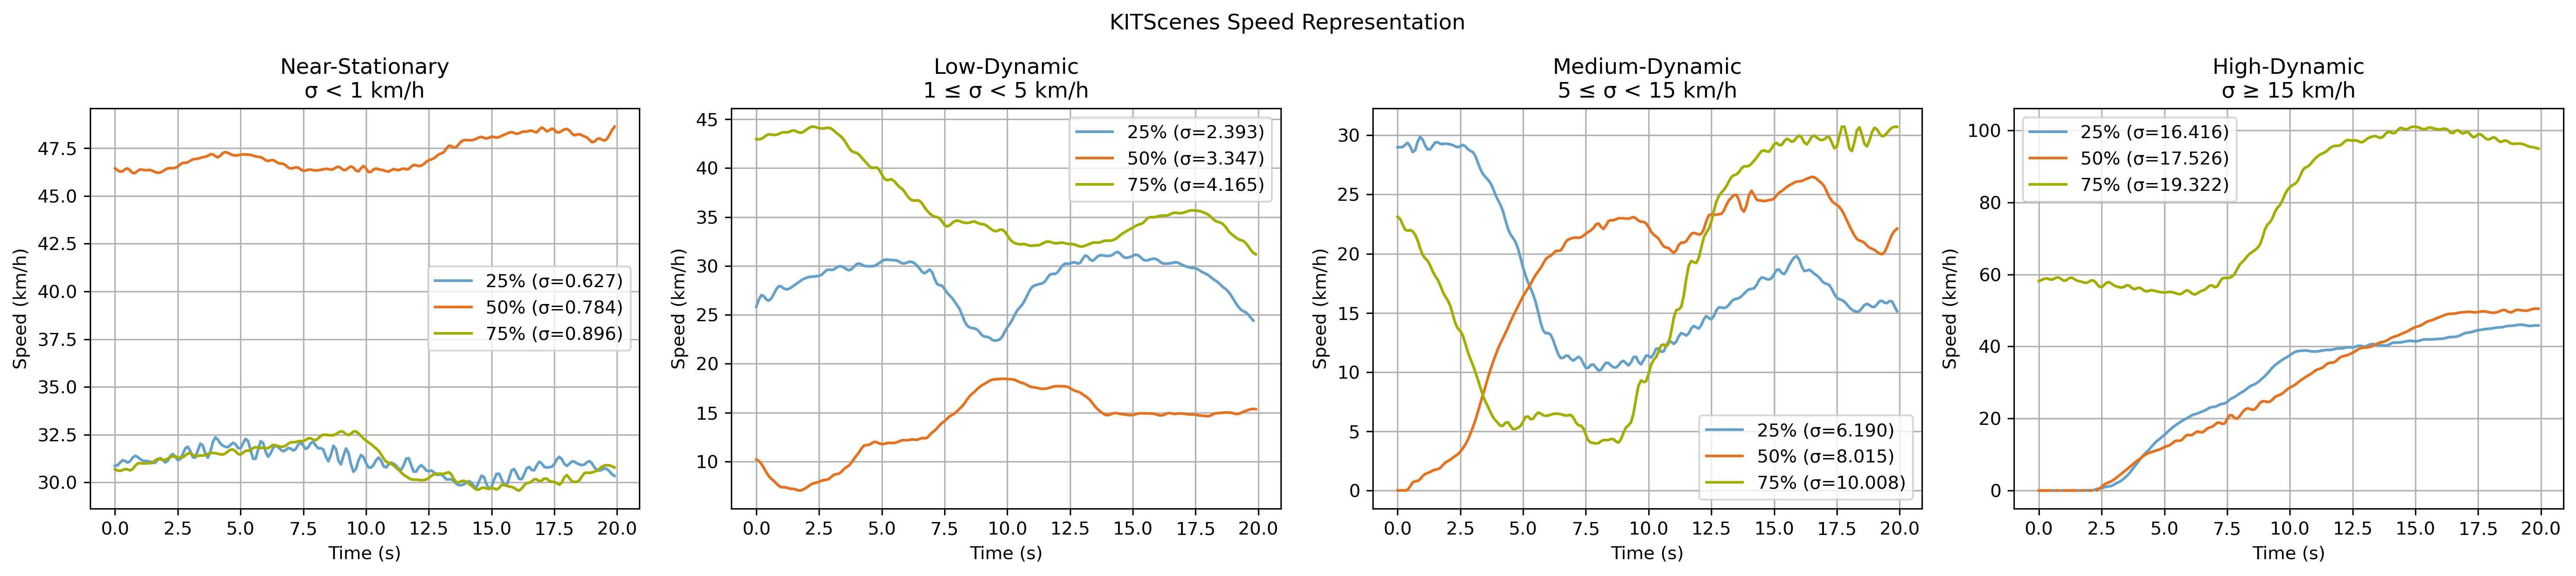 KITScenes Speed Representation
Near-Stationary
σ < 1 km/h
Speed (km/h)
47.5
45.0
42.5
40.0
37.5
35.0
32.5
30.0
25% (σ=0.627)
50% (σ=0.784)
75% (σ=0.896)
0.0 2.5 5.0 7.5 10.0 12.5 15.0 17.5 20.0
Time (s)
Low-Dynamic
1 ≤ σ < 5 km/h
Speed (km/h)
45
40
35
30
25
20
15
10
25% (σ=2.393)
50% (σ=3.347)
75% (σ=4.165)
0.0 2.5 5.0 7.5 10.0 12.5 15.0 17.5 20.0
Time (s)
Medium-Dynamic
5 ≤ σ < 15 km/h
Speed (km/h)
30
25
20
15
10
5
0
25% (σ=6.190)
50% (σ=8.015)
75% (σ=10.008)
0.0 2.5 5.0 7.5 10.0 12.5 15.0 17.5 20.0
Time (s)
High-Dynamic
σ ≥ 15 km/h
Speed (km/h)
100
80
60
40
20
0
25% (σ=16.416)
50% (σ=17.526)
75% (σ=19.322)
0.0 2.5 5.0 7.5 10.0 12.5 15.0 17.5 20.0
Time (s)